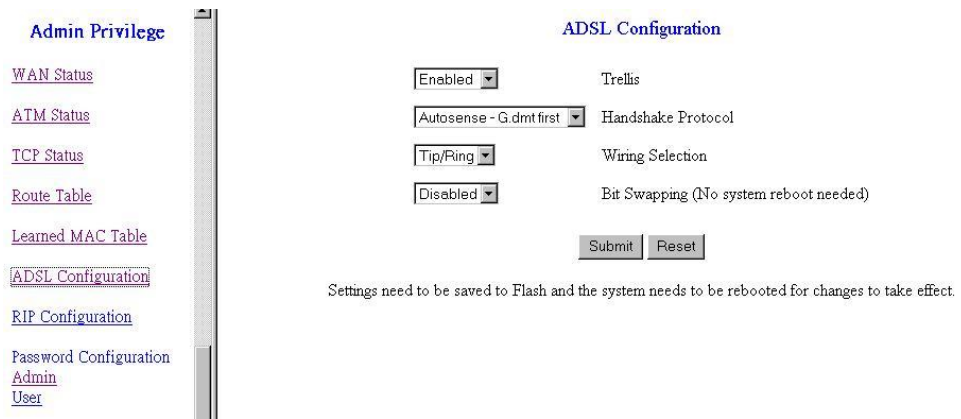 Admin Privilege
WAN Status
ATM Status
TCP Status
Route Table
Learned MAC Table
ADSL Configuration
RIP Configuration
Password Configuration
Admin
User
ADSL Configuration
Enabled Trellis
Autosense - G.dmt first Handshake Protocol
Tip/Ring Wiring Selection
Disabled Bit Swapping (No system reboot needed)
Submit Reset
Settings need to be saved to Flash and the system needs to be rebooted for changes to take effect.